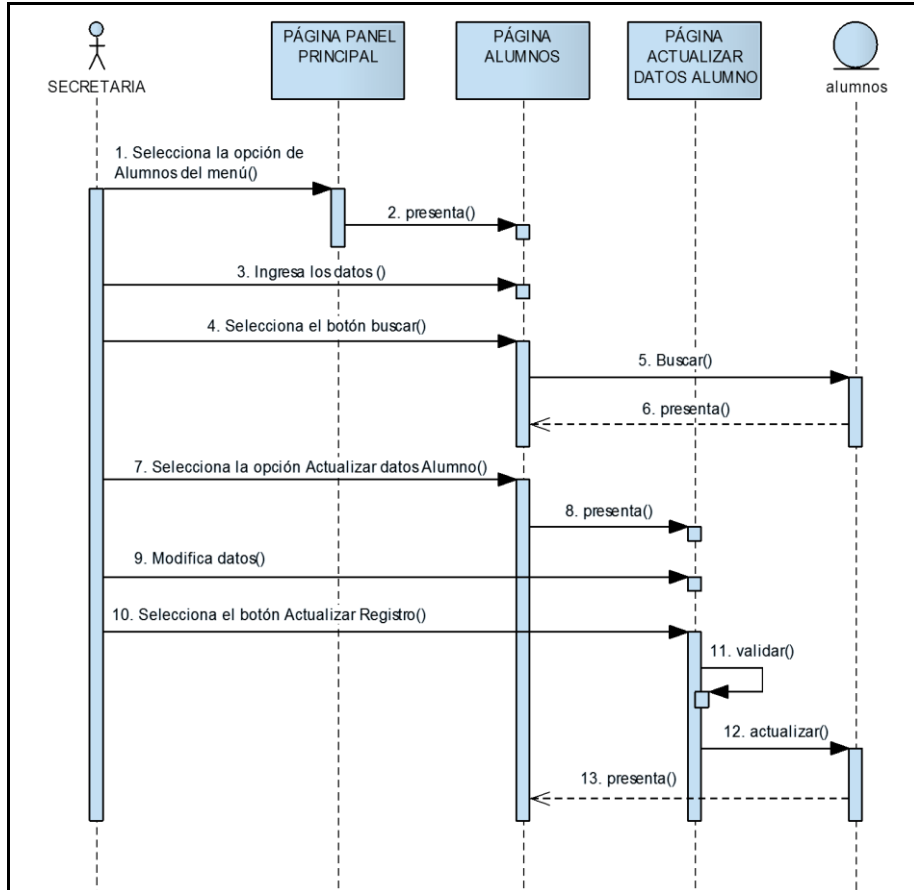 SECRETARIA
PÁGINA PANEL
PRINCIPAL
PÁGINA
ALUMNOS
PÁGINA
ACTUALIZAR
DATOS ALUMNO
alumnos
1. Selecciona la opción de
Alumnos del menú()
2. presenta()
3. Ingresa los datos ()
4. Selecciona el botón buscar()
5. Buscar()
6. presenta()
7. Selecciona la opción Actualizar datos Alumno()
8. presenta()
9. Modifica datos()
10. Selecciona el botón Actualizar Registro()
11. validar()
12. actualizar()
13. presenta()